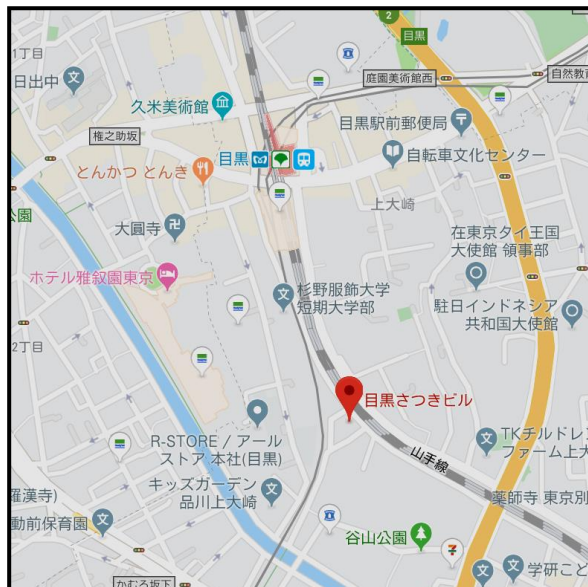 2
目黒
1丁目
日出中
庭園美術館西
自然教育
久米美術館
権之助坂
目黒駅前郵便局
とんかつ とんき
目黒
自転車文化センター
公園
上大崎
大圓寺
在東京タイ王国
大使館 領事部
ホテル雅叙園東京
杉野服飾大学
短期大学部
駐日インドネシア
共和国大使館
2丁目
目黒さつきビル
R-STORE / アール
ストア 本社(目黒)
TKチルドレン
ファーム上大
山手線
羅漢寺)
キッズガーデン
品川上大崎
薬師寺 東京別
動前保育園
谷山公園
学研こと
かむろ坂下